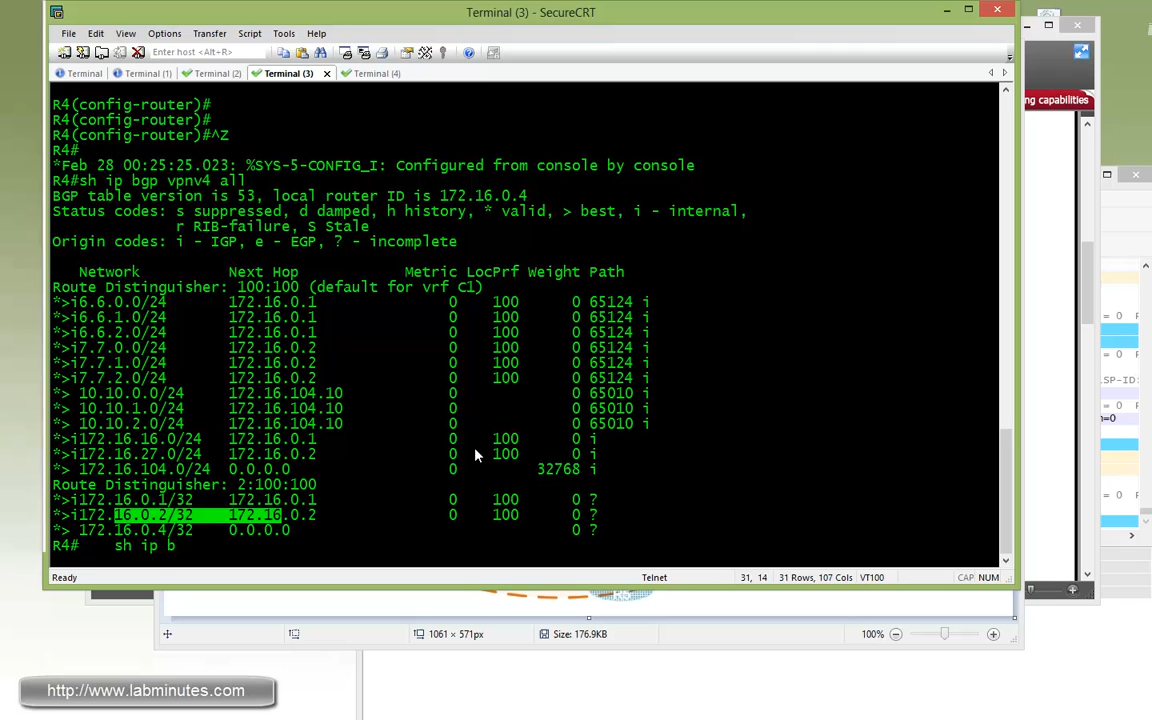 Terminal (3) - SecureCRT
File Edit View Options Transfer Script Tools Help
Enter host <Alt+R>
Terminal Terminal (1) Terminal (2) Terminal (3) Terminal (4)
ng capabilities
R4(config-router)#
R4(config-router)#
R4(config-router)#^Z
R4#
*Feb 28 00:25:25.023: %SYS-5-CONFIG_I: Configured from console by console
R4#sh ip bgp vpnv4 all
BGP table version is 53, local router ID is 172.16.0.4
Status codes: s suppressed, d damped, h history, * valid, > best, i - internal,
r RIB-failure, S Stale
Origin codes: i - IGP, e - EGP, ? - incomplete
Network Next Hop Metric LocPrf Weight Path
Route Distinguisher: 100:100 (default for vrf C1)
*>i6.6.0.0/24 172.16.0.1 0 100 0 65124 i
*>i6.6.1.0/24 172.16.0.1 0 100 0 65124 i
*>i6.6.2.0/24 172.16.0.1 0 100 0 65124 i
*>i7.7.0.0/24 172.16.0.2 0 100 0 65124 i
*>i7.7.1.0/24 172.16.0.2 0 100 0 65124 i
*>i7.7.2.0/24 172.16.0.2 0 100 0 65124 i
*> 10.10.0.0/24 172.16.104.10 0 0 65010 i
*> 10.10.1.0/24 172.16.104.10 0 0 65010 i
*> 10.10.2.0/24 172.16.104.10 0 0 65010 i
*>i172.16.16.0/24 172.16.0.1 0 100 0 i
*>i172.16.27.0/24 172.16.0.2 0 100 0 i
*> 172.16.104.0/24 0.0.0.0 0 32768 i
Route Distinguisher: 2:100:100
*>i172.16.0.1/32 172.16.0.1 0 100 0 ?
*>i172.16.0.2/32 172.16.0.2 0 100 0 ?
*> 172.16.0.4/32 0.0.0.0 0 ?
R4# sh ip b
= 0 P
= 0 P
LSP-ID:
m=0
= 0 P
Ready Telnet 31, 14 31 Rows, 107 Cols VT100 CAP NUM
1061 × 571px Size: 176.9KB 100%
http://www.labminutes.com